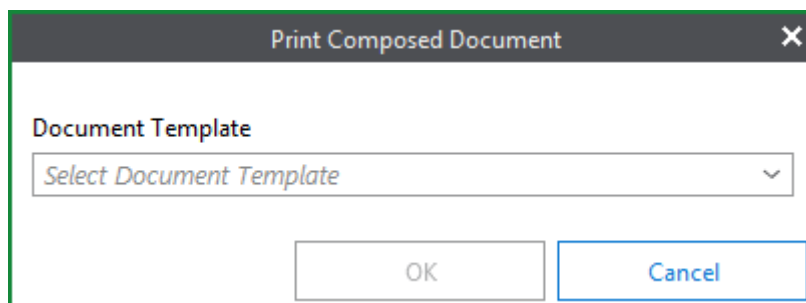 Print Composed Document
Document Template
Select Document Template
OK
Cancel